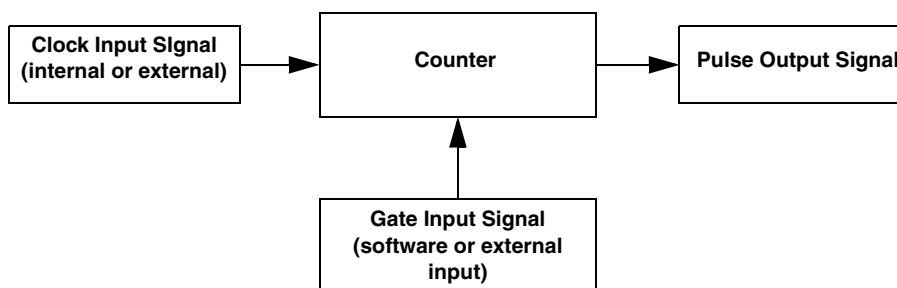 Clock Input SIgnal
(internal or external)
Counter
Pulse Output Signal
Gate Input Signal
(software or external
input)